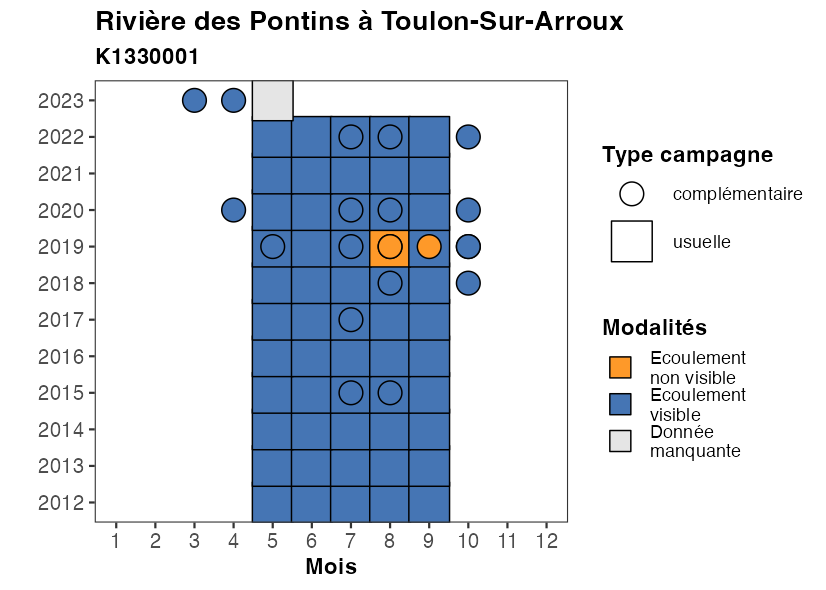 Rivière des Pontins à Toulon-Sur-Arroux
K1330001
2023
2022
2021
2020
2019
2018
2017
2016
2015
2014
2013
2012
1 2 3 4 5 6 7 8 9 10 11 12
Mois
Type campagne
complémentaire
usuelle
Modalités
Ecoulement
non visible
Ecoulement
visible
Donnée
manquante